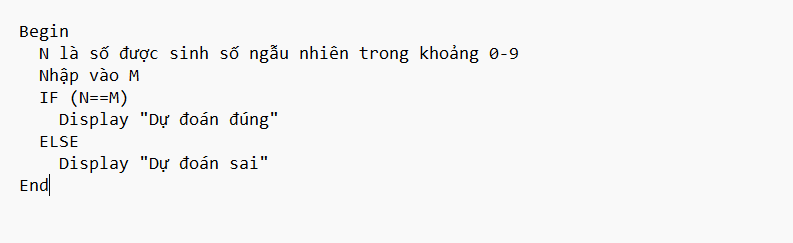 Begin
  N là số được sinh số ngẫu nhiên trong khoảng 0-9
  Nhập vào M
  IF (N==M)
    Display "Dự đoán đúng"
  ELSE
    Display "Dự đoán sai"
End